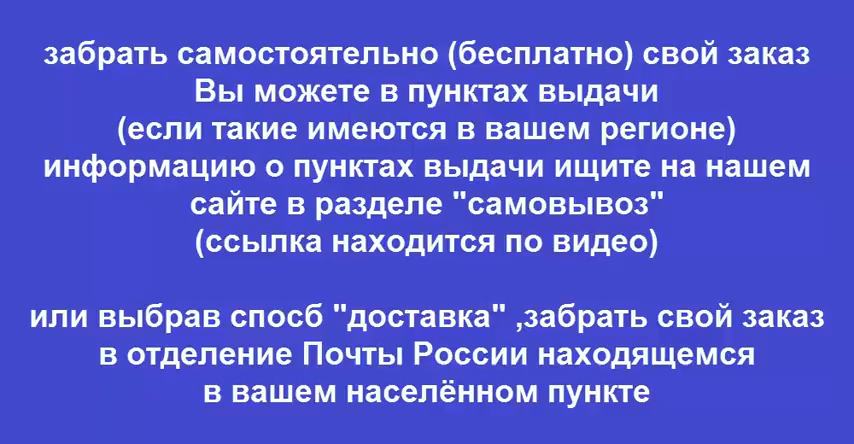 забрать самостоятельно (бесплатно) свой заказ
Вы можете в пунктах выдачи
(если такие имеются в вашем регионе)
информацию о пунктах выдачи ищите на нашем
сайте в разделе "самовывоз"
(ссылка находится по видео)
или выбрав спосб "доставка" ,забрать свой заказ
в отделение Почты России находящемся
в вашем населённом пункте